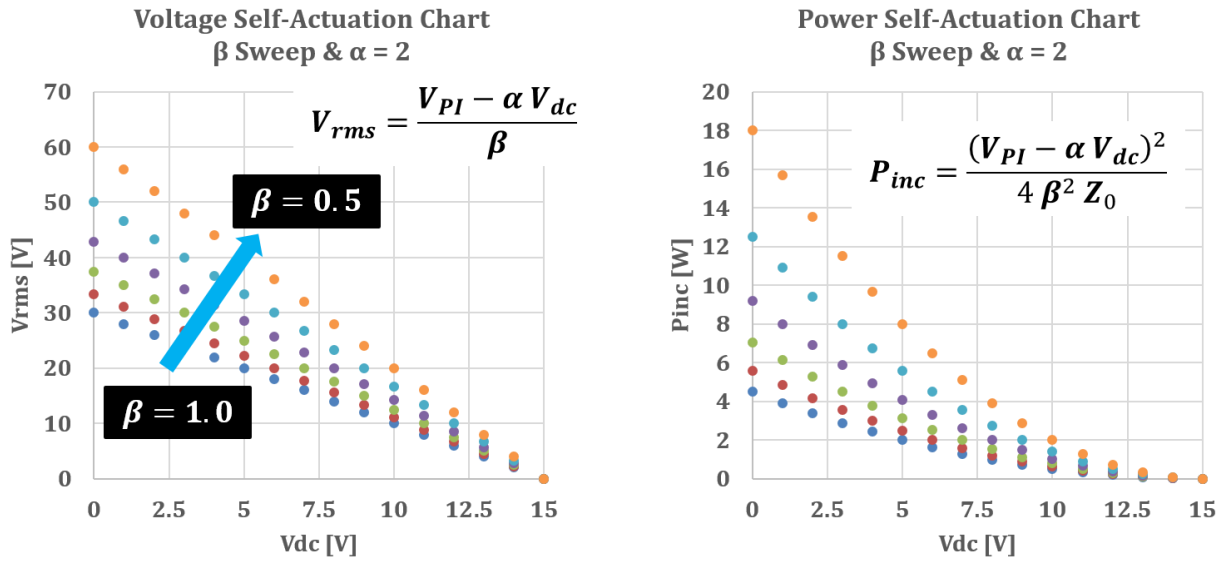 Voltage Self-Actuation Chart
β Sweep & α = 2
70
60
50
40
30
20
10
0
Vrms [V]
0 2.5 5 7.5 10 12.5 15
Vdc [V]
V_rms = (V_PI − α V_dc) / β
β = 0.5
β = 1.0
Power Self-Actuation Chart
β Sweep & α = 2
20
18
16
14
12
10
8
6
4
2
0
Pinc [W]
0 2.5 5 7.5 10 12.5 15
Vdc [V]
P_inc = (V_PI − α V_dc)² / 4 β² Z₀